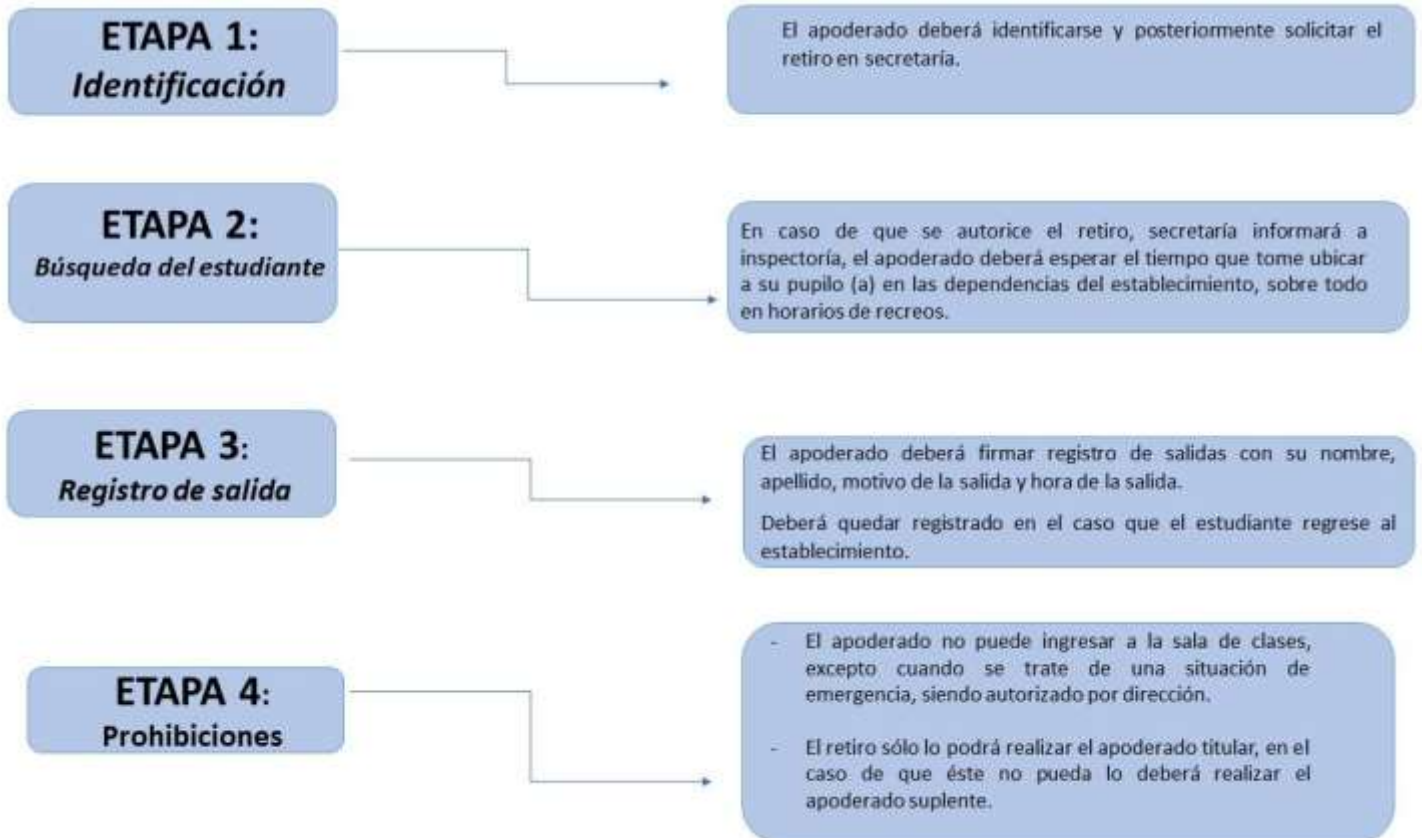 ETAPA 1:
Identificación
El apoderado deberá identificarse y posteriormente solicitar el
retiro en secretaría.
ETAPA 2:
Búsqueda del estudiante
En caso de que se autorice el retiro, secretaría informará a
inspectoría, el apoderado deberá esperar el tiempo que tome ubicar
a su pupilo (a) en las dependencias del establecimiento, sobre todo
en horarios de recreos.
ETAPA 3:
Registro de salida
El apoderado deberá firmar registro de salidas con su nombre,
apellido, motivo de la salida y hora de la salida.
Deberá quedar registrado en el caso que el estudiante regrese al
establecimiento.
ETAPA 4:
Prohibiciones
- El apoderado no puede ingresar a la sala de clases,
excepto cuando se trate de una situación de
emergencia, siendo autorizado por dirección.
- El retiro sólo lo podrá realizar el apoderado titular, en el
caso de que éste no pueda lo deberá realizar el
apoderado suplente.